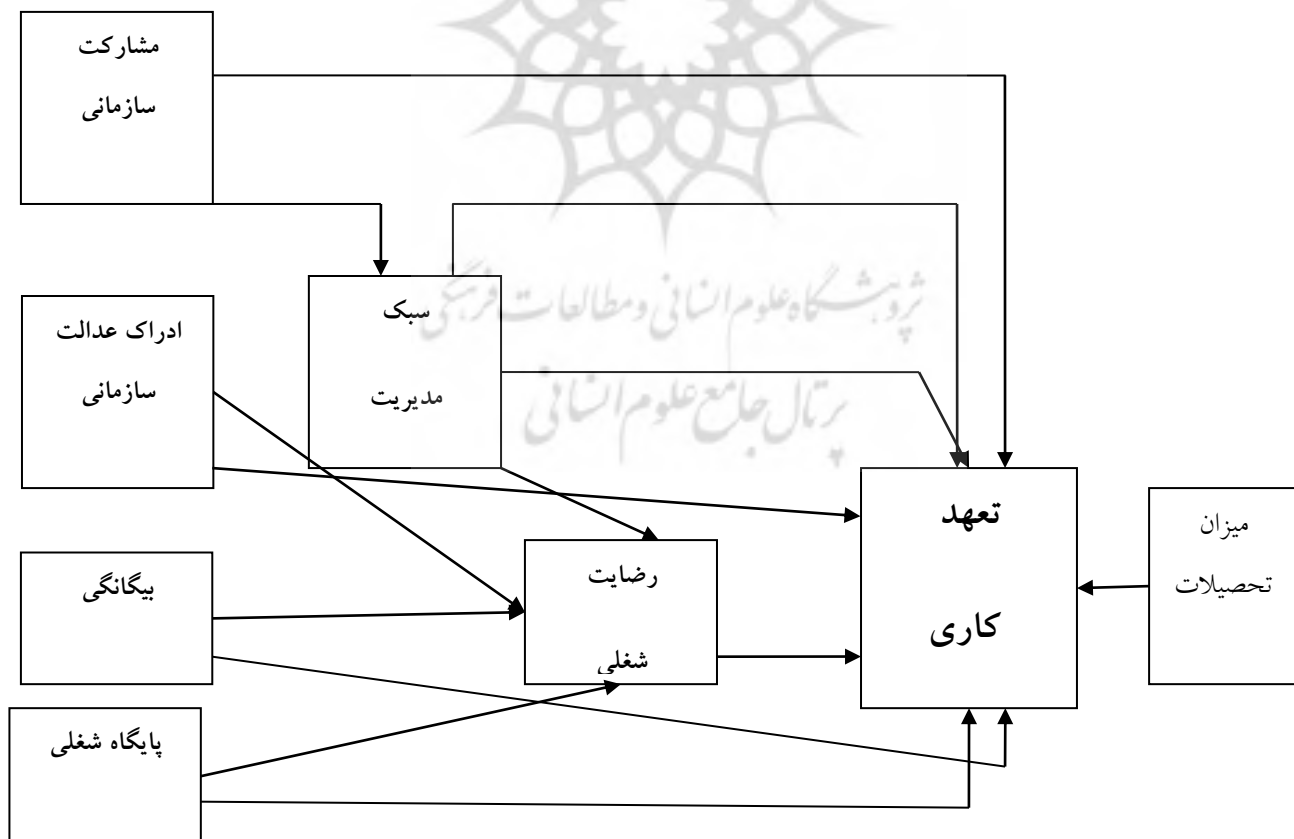 مشارکت
سازمانی
سبک
مدیریت
ادراک عدالت
سازمانی
تعهد
کاری
میزان
تحصیلات
رضایت
شغلی
بیگانگی
پایگاه شغلی
پژوهشگاه علوم انسانی و مطالعات فرهنگی
پرتال جامع علوم انسانی